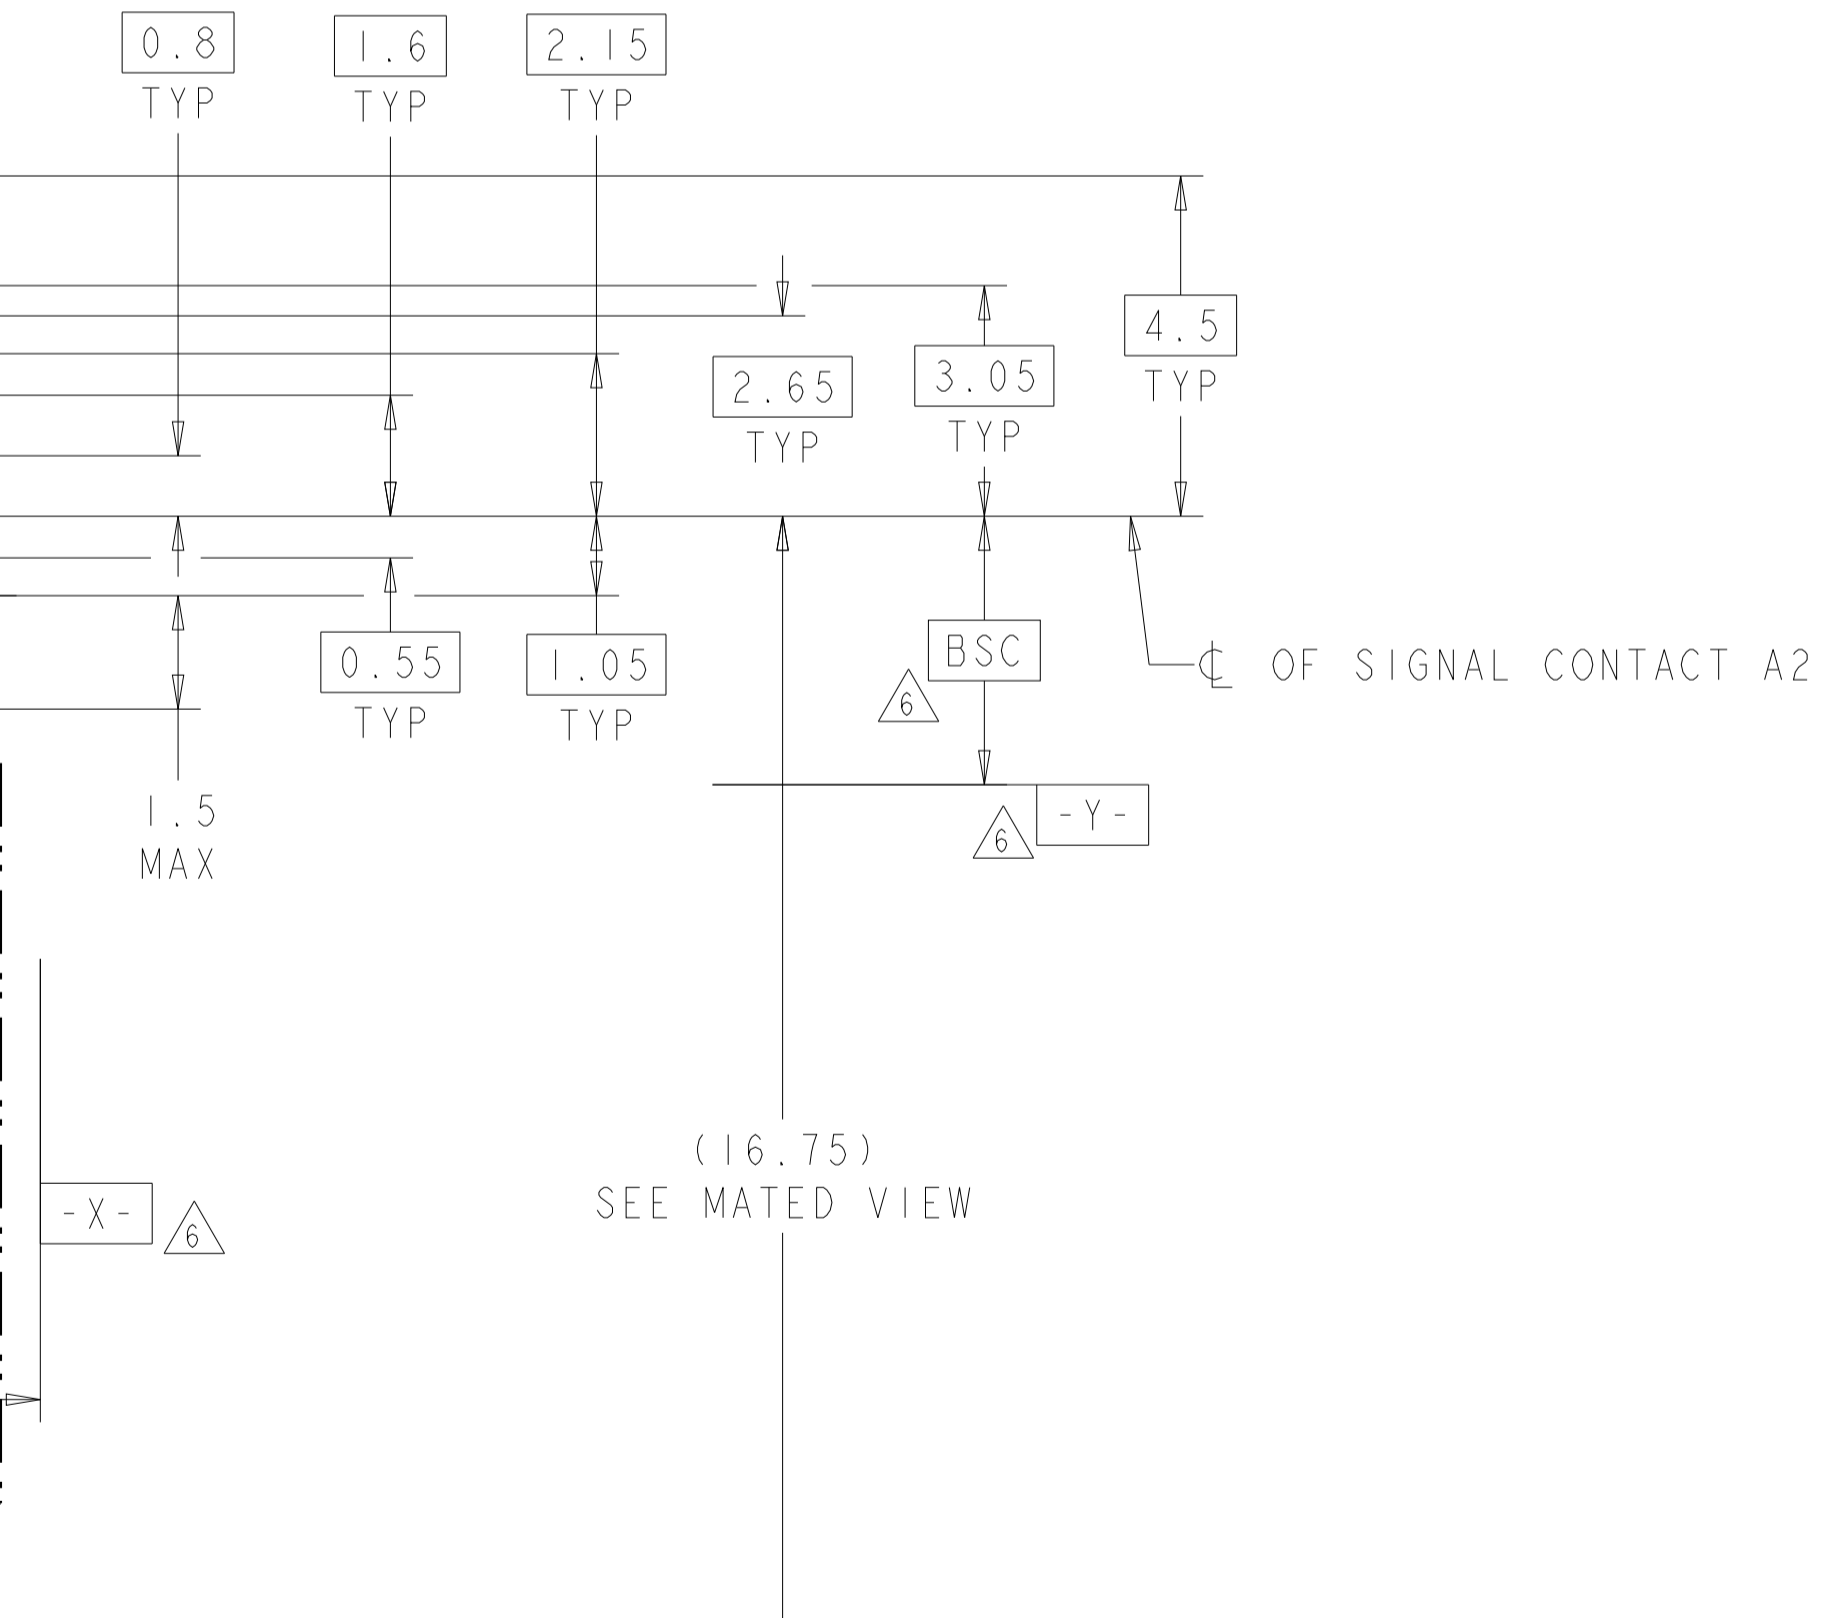 0.8
TYP
1.6
TYP
2.15
TYP
4.5
TYP
2.65
TYP
3.05
TYP
0.55
TYP
1.05
TYP
BSC
6
℄ OF SIGNAL CONTACT A2
1.5
MAX
-Y-
6
(16.75)
SEE MATED VIEW
-X-
6